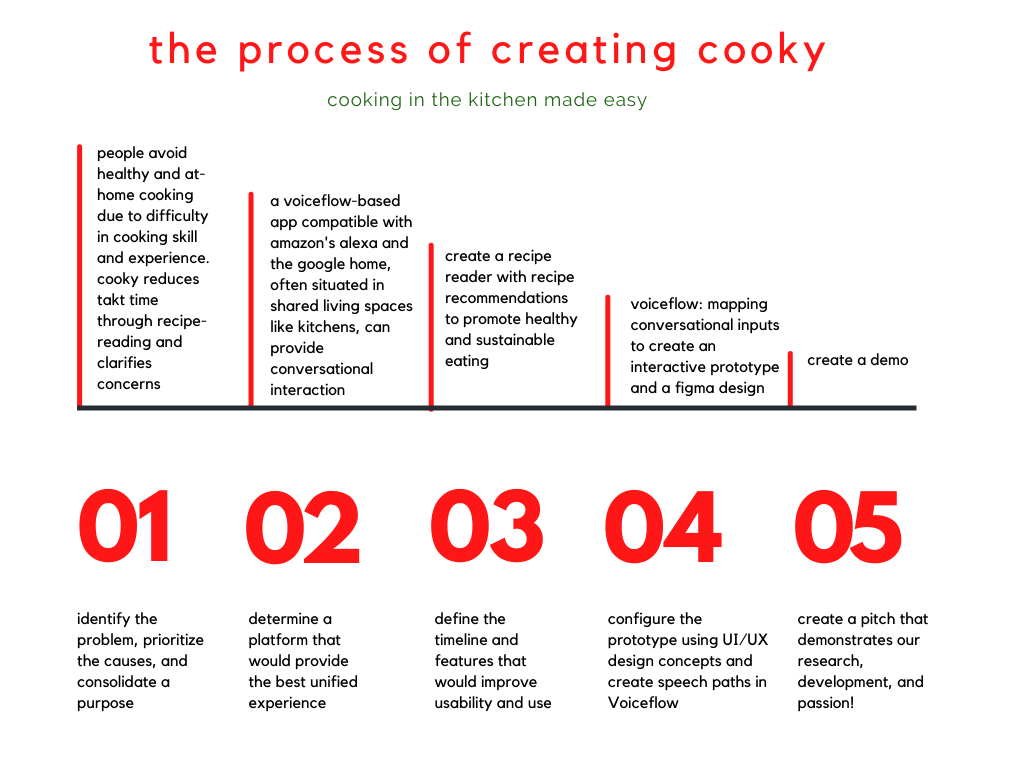 the process of creating cooky
cooking in the kitchen made easy
people avoid
healthy and at-
home cooking
due to difficulty
in cooking skill
and experience.
cooky reduces
takt time
through recipe-
reading and
clarifies
concerns
a voiceflow-based
app compatible with
amazon's alexa and
the google home,
often situated in
shared living spaces
like kitchens, can
provide
conversational
interaction
create a recipe
reader with recipe
recommendations
to promote healthy
and sustainable
eating
voiceflow: mapping
conversational inputs
to create an
interactive prototype
and a figma design
create a demo
01
identify the
problem, prioritize
the causes, and
consolidate a
purpose
02
determine a
platform that
would provide
the best unified
experience
03
define the
timeline and
features that
would improve
usability and use
04
configure the
prototype using UI/UX
design concepts and
create speech paths in
Voiceflow
05
create a pitch that
demonstrates our
research,
development, and
passion!